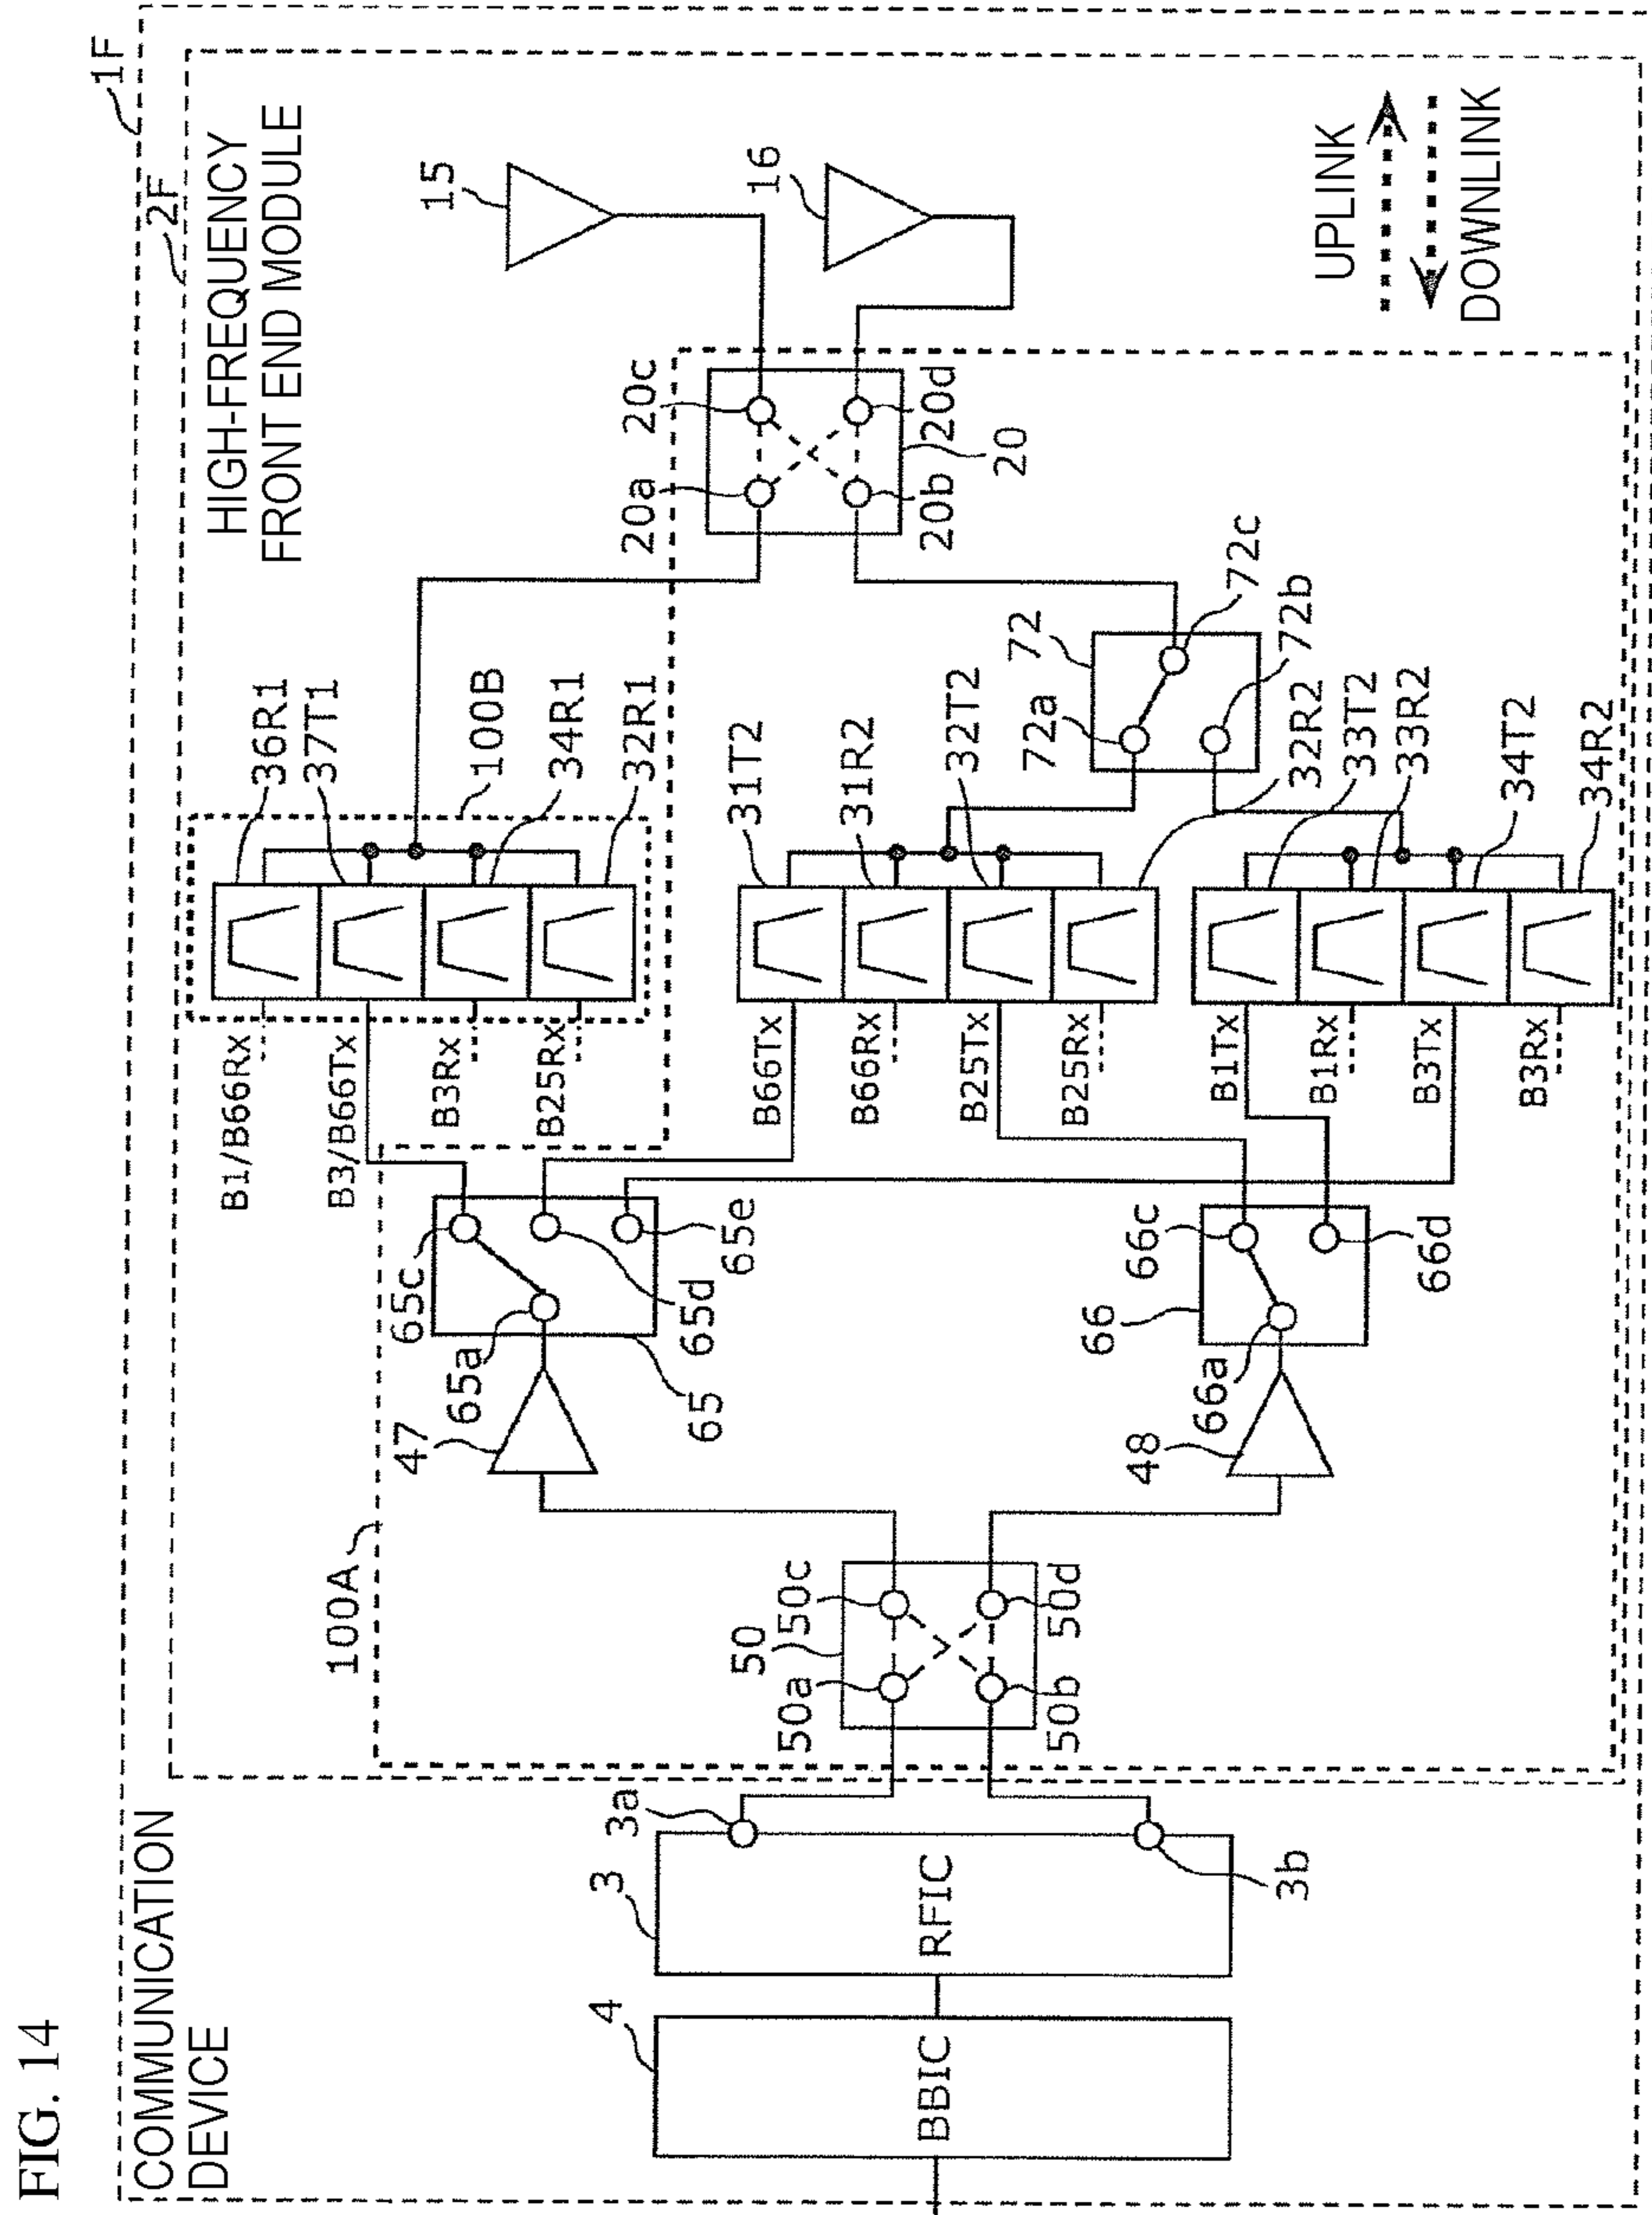 FIG. 14
COMMUNICATION
DEVICE
1F
2F
HIGH-FREQUENCY
FRONT END MODULE
100A
100B
B1/B66Rx
B3/B66Tx
B3Rx
B25Rx
36R1
37T1
34R1
32R1
15
16
4
BBIC
3
RFIC
3a
3b
50
50a
50b
50c
50d
47
48
65
65a
65c
65d
65e
66
66a
66c
66d
B66Tx
B66Rx
B25Tx
B25Rx
31T2
31R2
32T2
32R2
B1Tx
B1Rx
B3Tx
B3Rx
33T2
33R2
34T2
34R2
72
72a
72b
72c
20
20a
20b
20c
20d
UPLINK
DOWNLINK